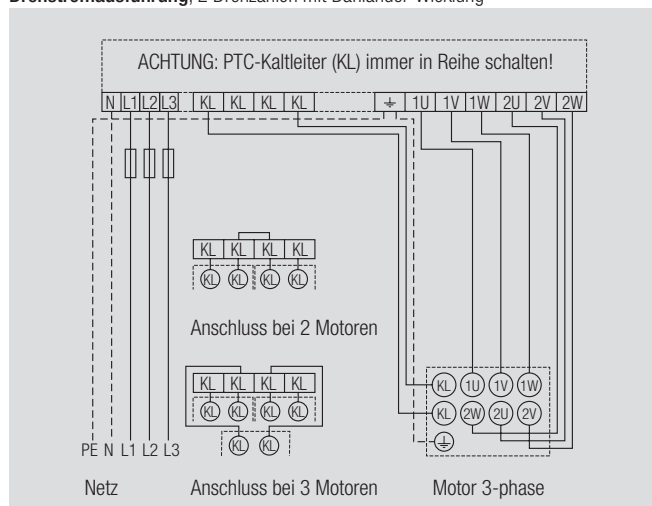 Drehstromausführung, 2 Drehzahlen mit Dahlander-Wicklung
ACHTUNG: PTC-Kaltleiter (KL) immer in Reihe schalten!
N L1 L2 L3 KL KL KL KL 1U 1V 1W 2U 2V 2W
KL KL KL KL
KL KL KL KL
Anschluss bei 2 Motoren
KL KL KL KL
KL KL KL KL
KL KL
KL 1U 1V 1W
KL 2W 2U 2V
PE N L1 L2 L3
Netz Anschluss bei 3 Motoren Motor 3-phase